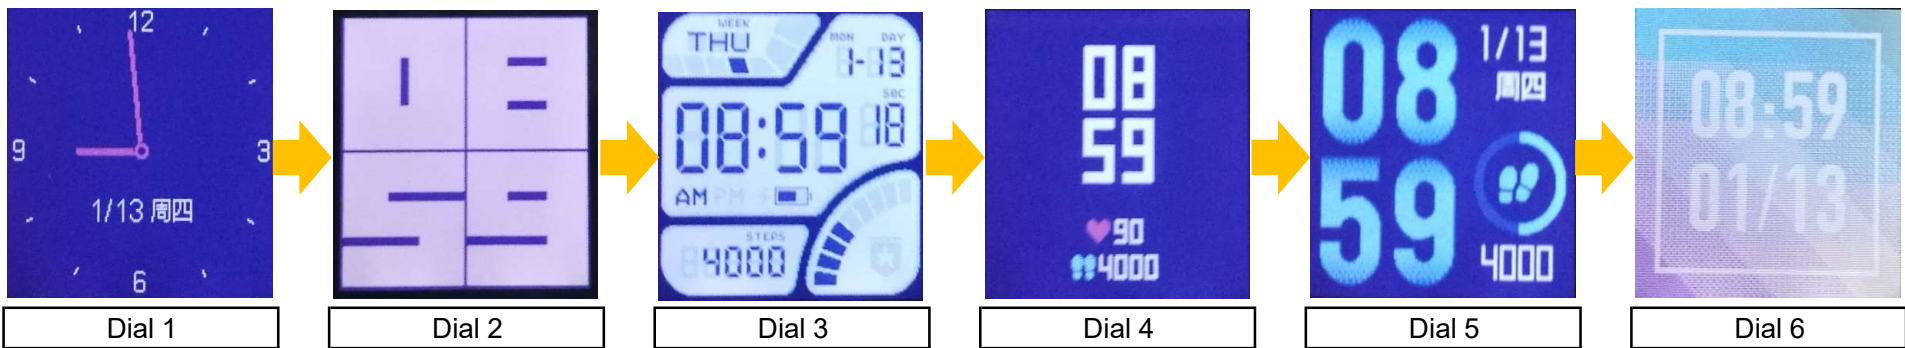 12
9
3
1/13 周四
6
Dial 1
08
59
Dial 2
WEEK
THU
MON DAY
1-13
SEC
08:59 18
AM PM
STEPS
4000
Dial 3
08
59
90
4000
Dial 4
08
59
1/13
周四
4000
Dial 5
08:59
01/13
Dial 6